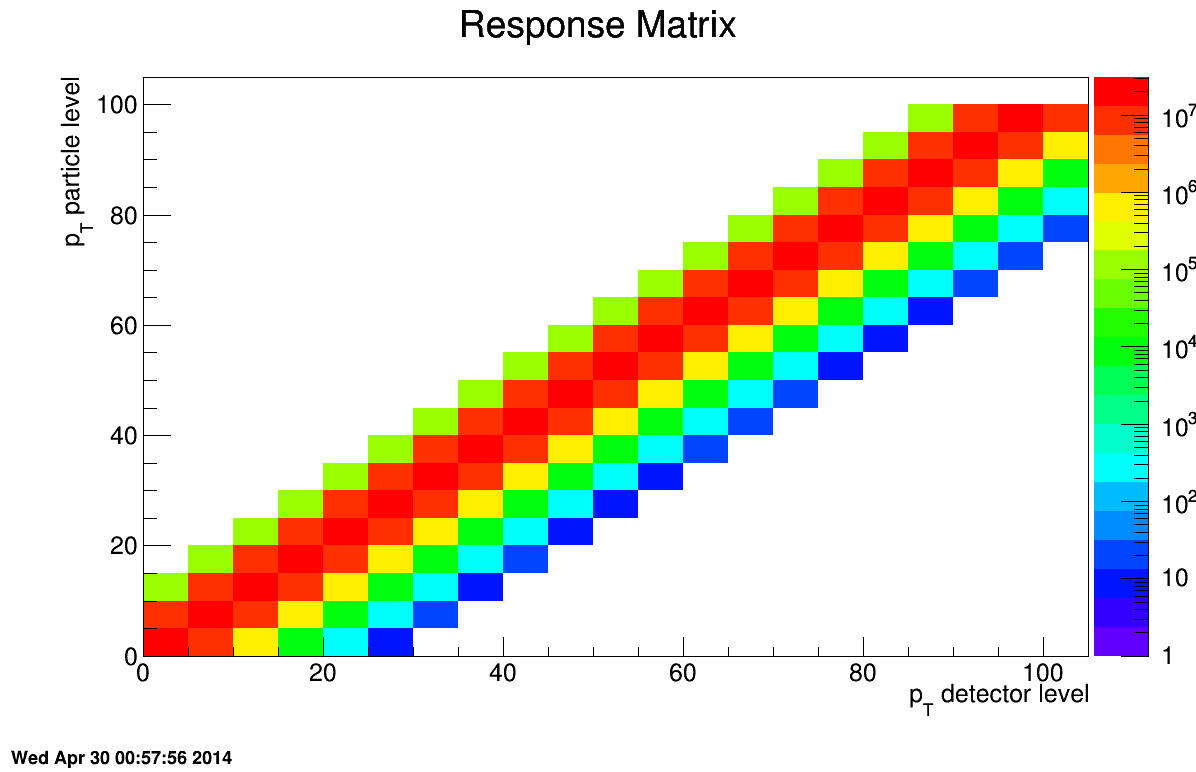 Response Matrix
p_T particle level
100
80
60
40
20
0
0 20 40 60 80 100
p_T detector level
10^7
10^6
10^5
10^4
10^3
10^2
10
1
Wed Apr 30 00:57:56 2014